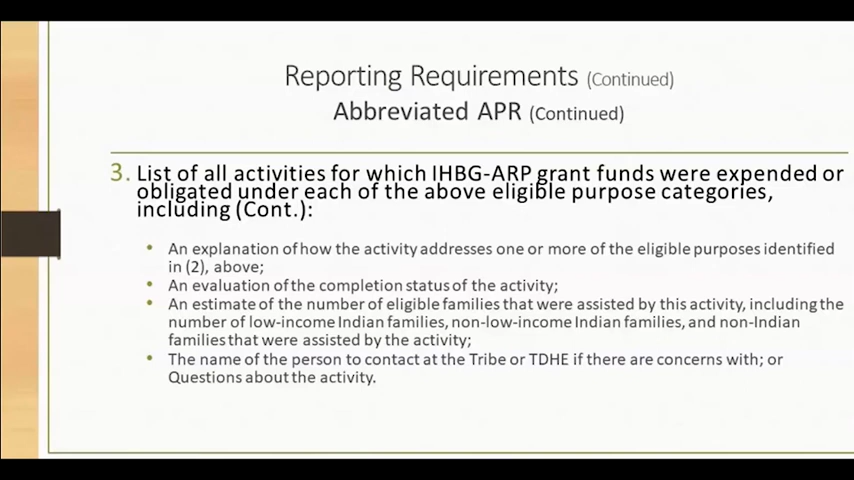 Reporting Requirements (Continued)
Abbreviated APR (Continued)
3. List of all activities for which IHBG-ARP grant funds were expended or
obligated under each of the above eligible purpose categories,
including (Cont.):
• An explanation of how the activity addresses one or more of the eligible purposes identified
in (2), above;
• An evaluation of the completion status of the activity;
• An estimate of the number of eligible families that were assisted by this activity, including the
number of low-income Indian families, non-low-income Indian families, and non-Indian
families that were assisted by the activity;
• The name of the person to contact at the Tribe or TDHE if there are concerns with; or
Questions about the activity.